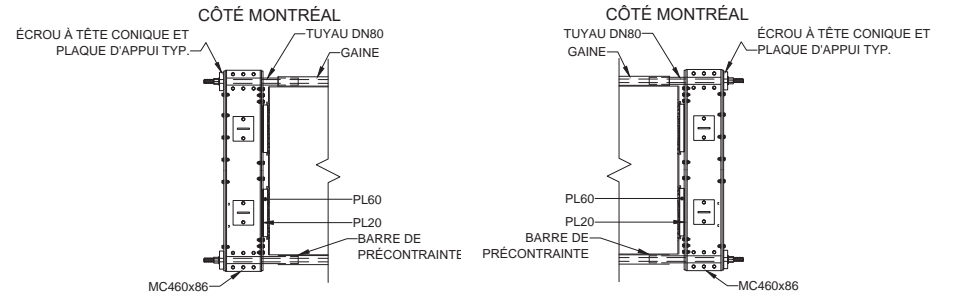 CÔTÉ MONTRÉAL
ÉCROU À TÊTE CONIQUE ET
PLAQUE D'APPUI TYP.
TUYAU DN80
GAINE
PL60
PL20
BARRE DE
PRÉCONTRAINTE
MC460x86
CÔTÉ MONTRÉAL
TUYAU DN80
GAINE
ÉCROU À TÊTE CONIQUE ET
PLAQUE D'APPUI TYP.
PL60
PL20
BARRE DE
PRÉCONTRAINTE
MC460x86